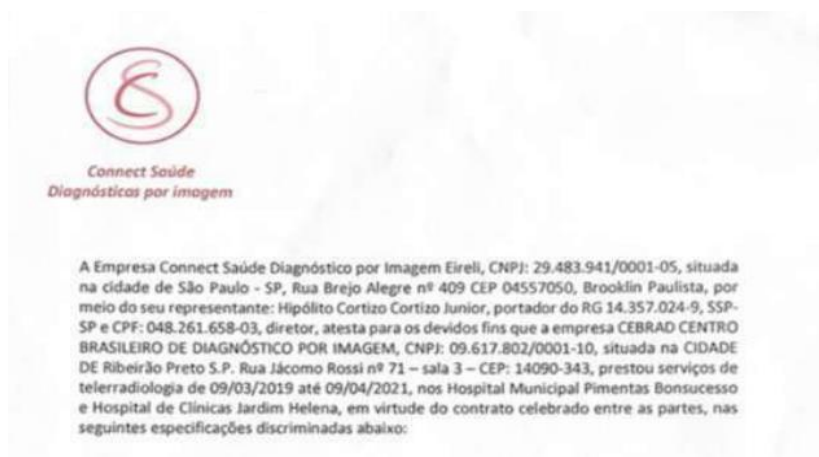 Connect Saúde
Diagnósticos por imagem
A Empresa Connect Saúde Diagnóstico por Imagem Eireli, CNPJ: 29.483.941/0001-05, situada
na cidade de São Paulo - SP, Rua Brejo Alegre nº 409 CEP 04557050, Brooklin Paulista, por
meio do seu representante: Hipólito Cortizo Cortizo Junior, portador do RG 14.357.024-9, SSP-
SP e CPF: 048.261.658-03, diretor, atesta para os devidos fins que a empresa CEBRAD CENTRO
BRASILEIRO DE DIAGNÓSTICO POR IMAGEM, CNPJ: 09.617.802/0001-10, situada na CIDADE
DE Ribeirão Preto S.P. Rua Jácomo Rossi nº 71 – sala 3 – CEP: 14090-343, prestou serviços de
telerradiologia de 09/03/2019 até 09/04/2021, nos Hospital Municipal Pimentas Bonsucesso
e Hospital de Clínicas Jardim Helena, em virtude do contrato celebrado entre as partes, nas
seguintes especificações discriminadas abaixo: